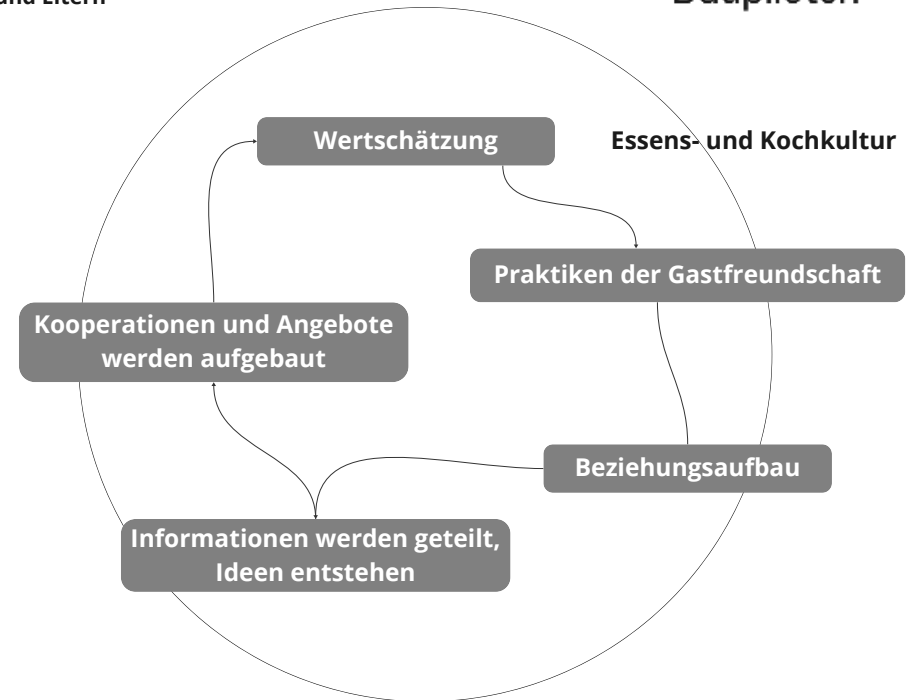 und Eltern
Wertschätzung
Essens- und Kochkultur
Praktiken der Gastfreundschaft
Kooperationen und Angebote
werden aufgebaut
Beziehungsaufbau
Informationen werden geteilt,
Ideen entstehen